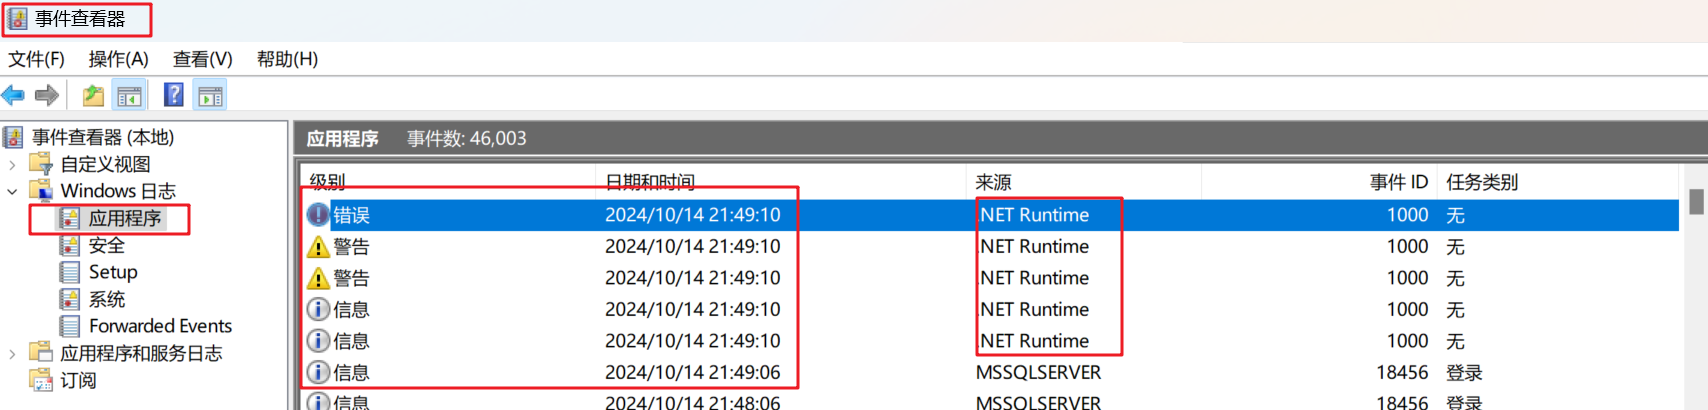 事件查看器
文件(F) 操作(A) 查看(V) 帮助(H)
事件查看器 (本地)
自定义视图
Windows 日志
应用程序
安全
Setup
系统
Forwarded Events
应用程序和服务日志
订阅
应用程序 事件数: 46,003
级别 日期和时间 来源 事件 ID 任务类别
错误 2024/10/14 21:49:10 .NET Runtime 1000 无
警告 2024/10/14 21:49:10 .NET Runtime 1000 无
警告 2024/10/14 21:49:10 .NET Runtime 1000 无
信息 2024/10/14 21:49:10 .NET Runtime 1000 无
信息 2024/10/14 21:49:10 .NET Runtime 1000 无
信息 2024/10/14 21:49:06 MSSQLSERVER 18456 登录
信息 2024/10/14 21:48:06 MSSQLSERVER 18456 登录